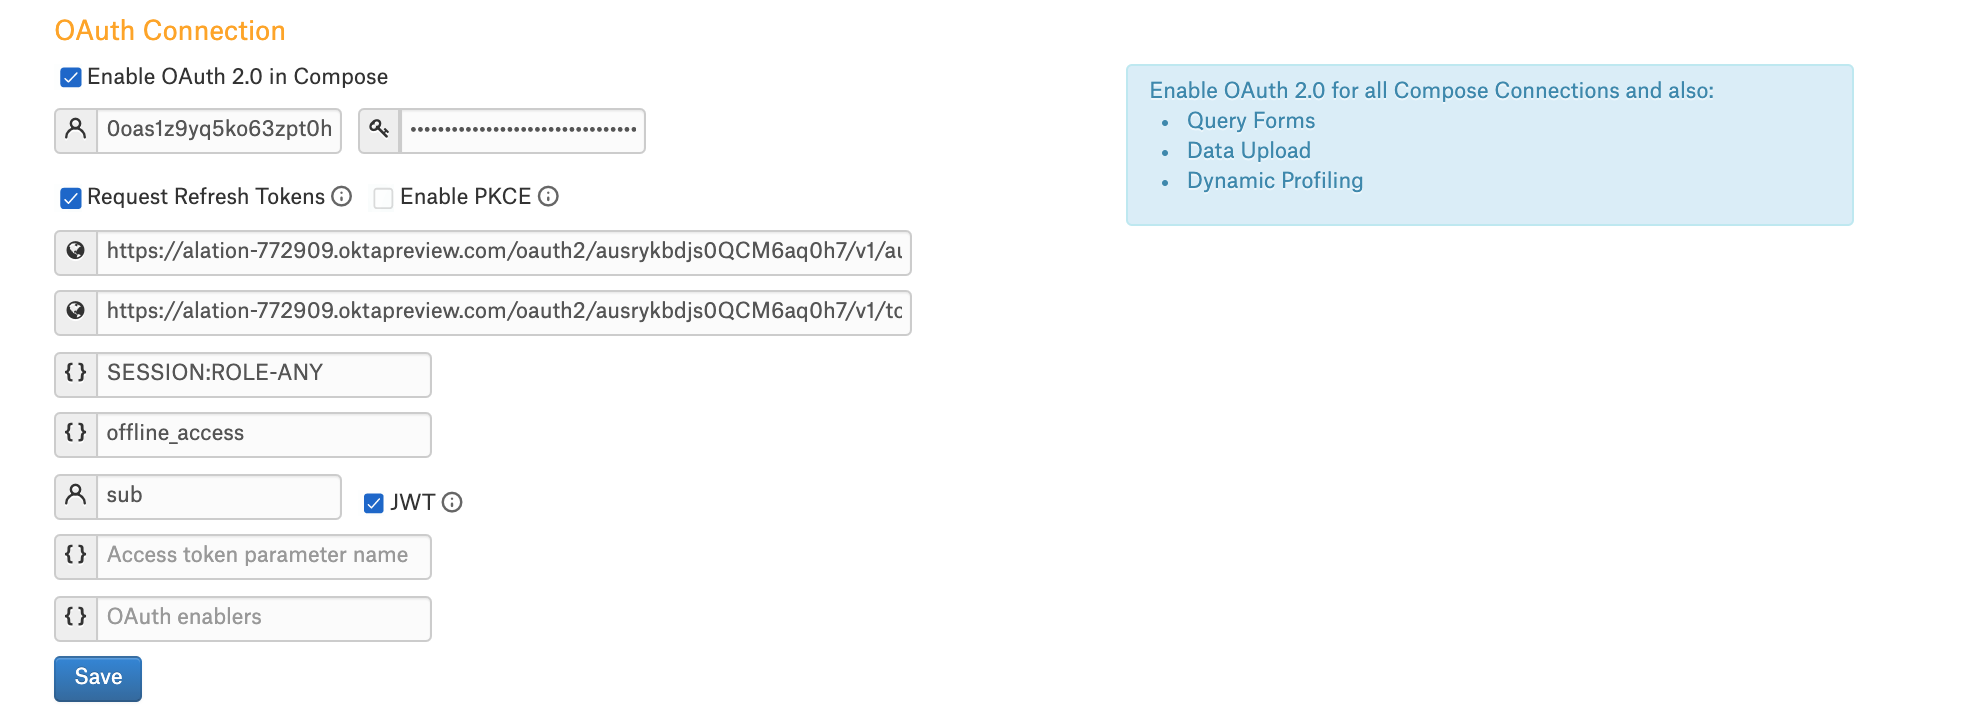 OAuth Connection
Enable OAuth 2.0 in Compose
0oas1z9yq5ko63zpt0h
••••••••••••••••••••••••••••••••
Request Refresh Tokens Enable PKCE
https://alation-772909.oktapreview.com/oauth2/ausrykbdjs0QCM6aq0h7/v1/au
https://alation-772909.oktapreview.com/oauth2/ausrykbdjs0QCM6aq0h7/v1/to
{} SESSION:ROLE-ANY
{} offline_access
sub JWT
{} Access token parameter name
{} OAuth enablers
Save
Enable OAuth 2.0 for all Compose Connections and also:
• Query Forms
• Data Upload
• Dynamic Profiling